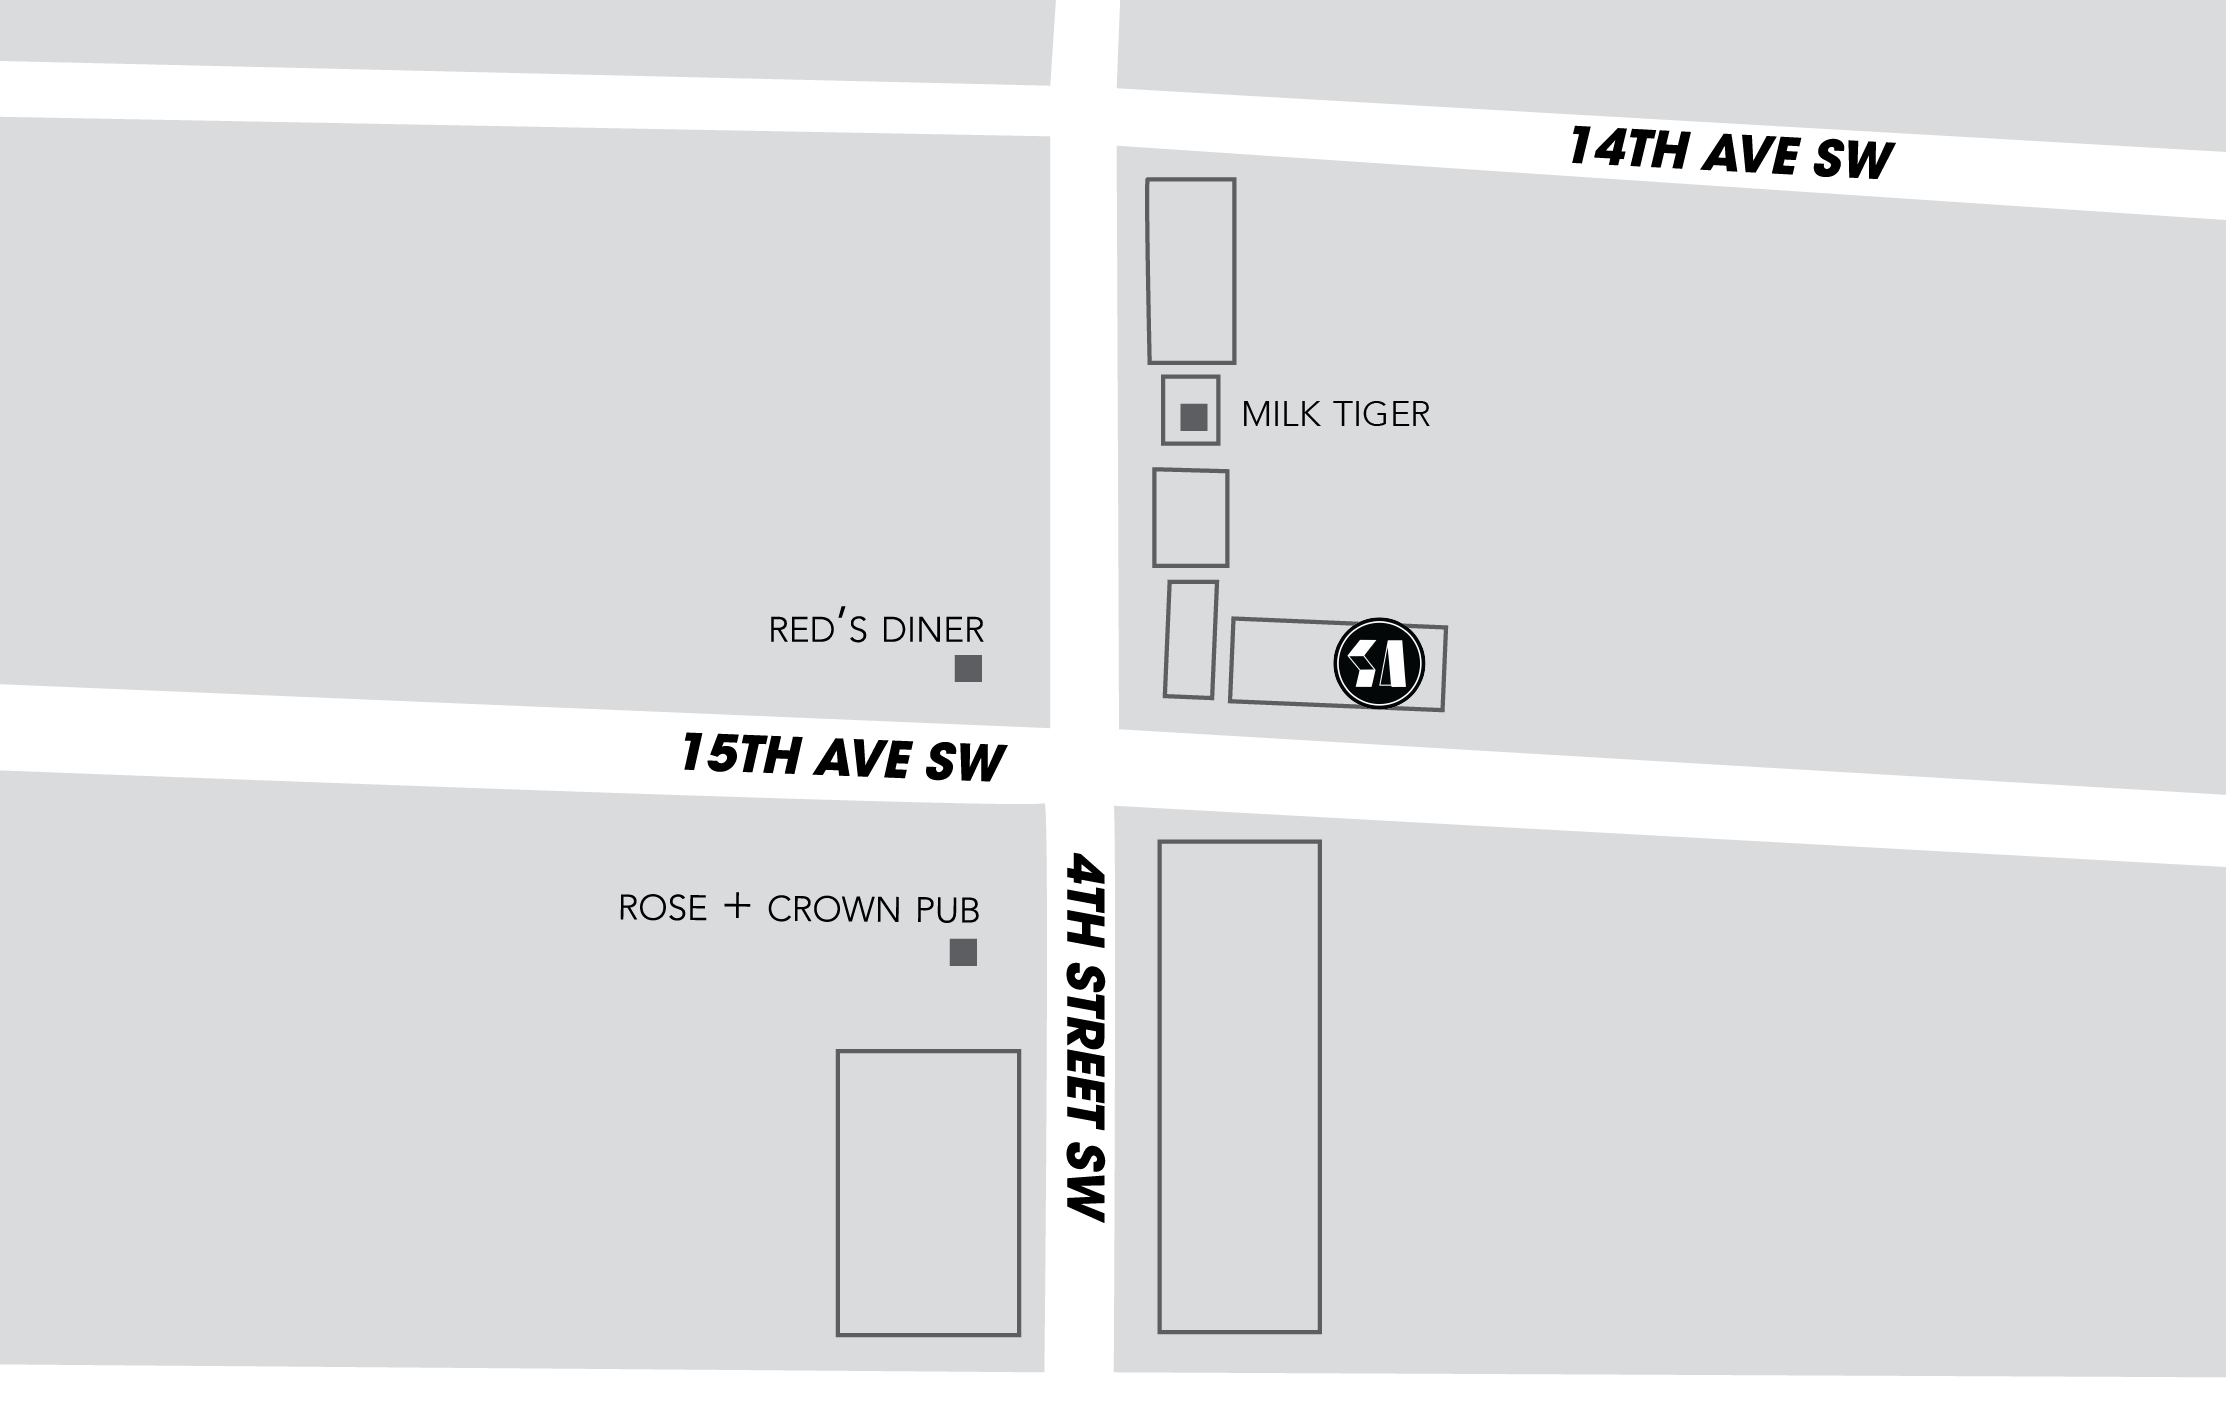 14TH AVE SW
MILK TIGER
RED'S DINER
15TH AVE SW
ROSE + CROWN PUB
4TH STREET SW